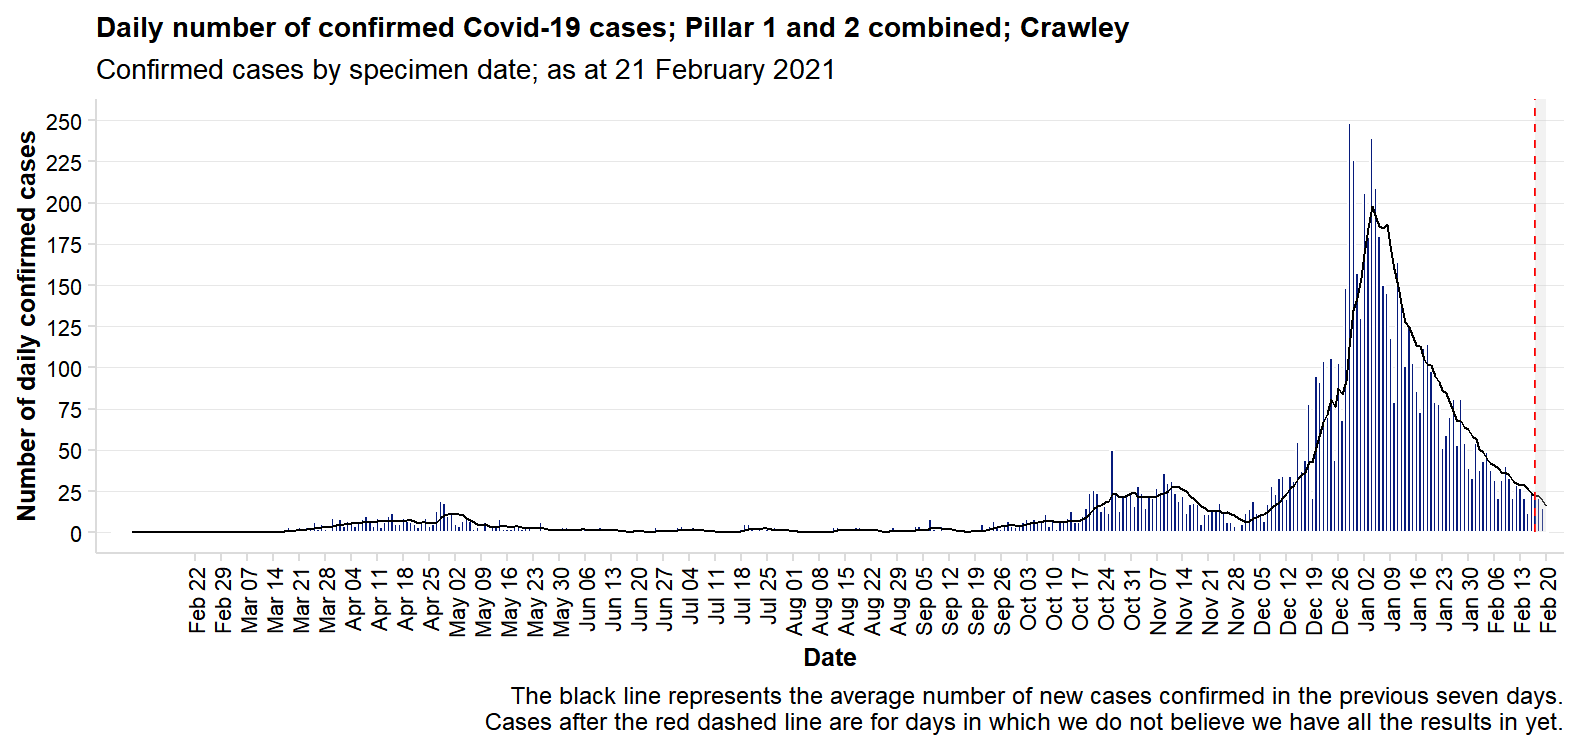 Daily number of confirmed Covid-19 cases; Pillar 1 and 2 combined; Crawley
Confirmed cases by specimen date; as at 21 February 2021
Number of daily confirmed cases
250
225
200
175
150
125
100
75
50
25
0
Feb 22
Feb 29
Mar 07
Mar 14
Mar 21
Mar 28
Apr 04
Apr 11
Apr 18
Apr 25
May 02
May 09
May 16
May 23
May 30
Jun 06
Jun 13
Jun 20
Jun 27
Jul 04
Jul 11
Jul 18
Jul 25
Aug 01
Aug 08
Aug 15
Aug 22
Aug 29
Sep 05
Sep 12
Sep 19
Sep 26
Oct 03
Oct 10
Oct 17
Oct 24
Oct 31
Nov 07
Nov 14
Nov 21
Nov 28
Dec 05
Dec 12
Dec 19
Dec 26
Jan 02
Jan 09
Jan 16
Jan 23
Jan 30
Feb 06
Feb 13
Feb 20
Date
The black line represents the average number of new cases confirmed in the previous seven days.
Cases after the red dashed line are for days in which we do not believe we have all the results in yet.